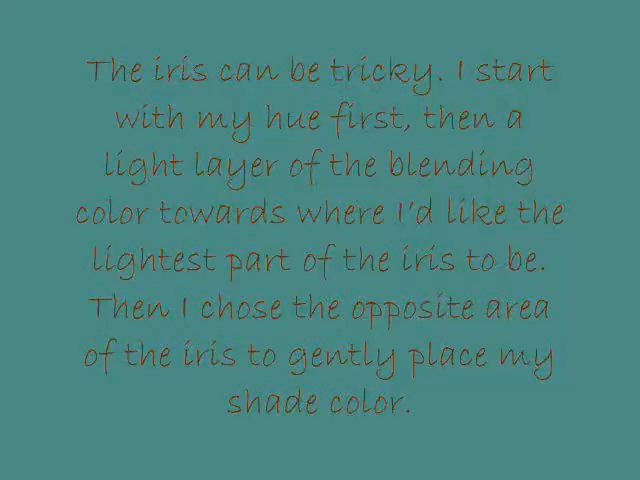 The iris can be tricky. I start
with my hue first, then a
light layer of the blending
color towards where I'd like the
lightest part of the iris to be.
Then I chose the opposite area
of the iris to gently place my
shade color.